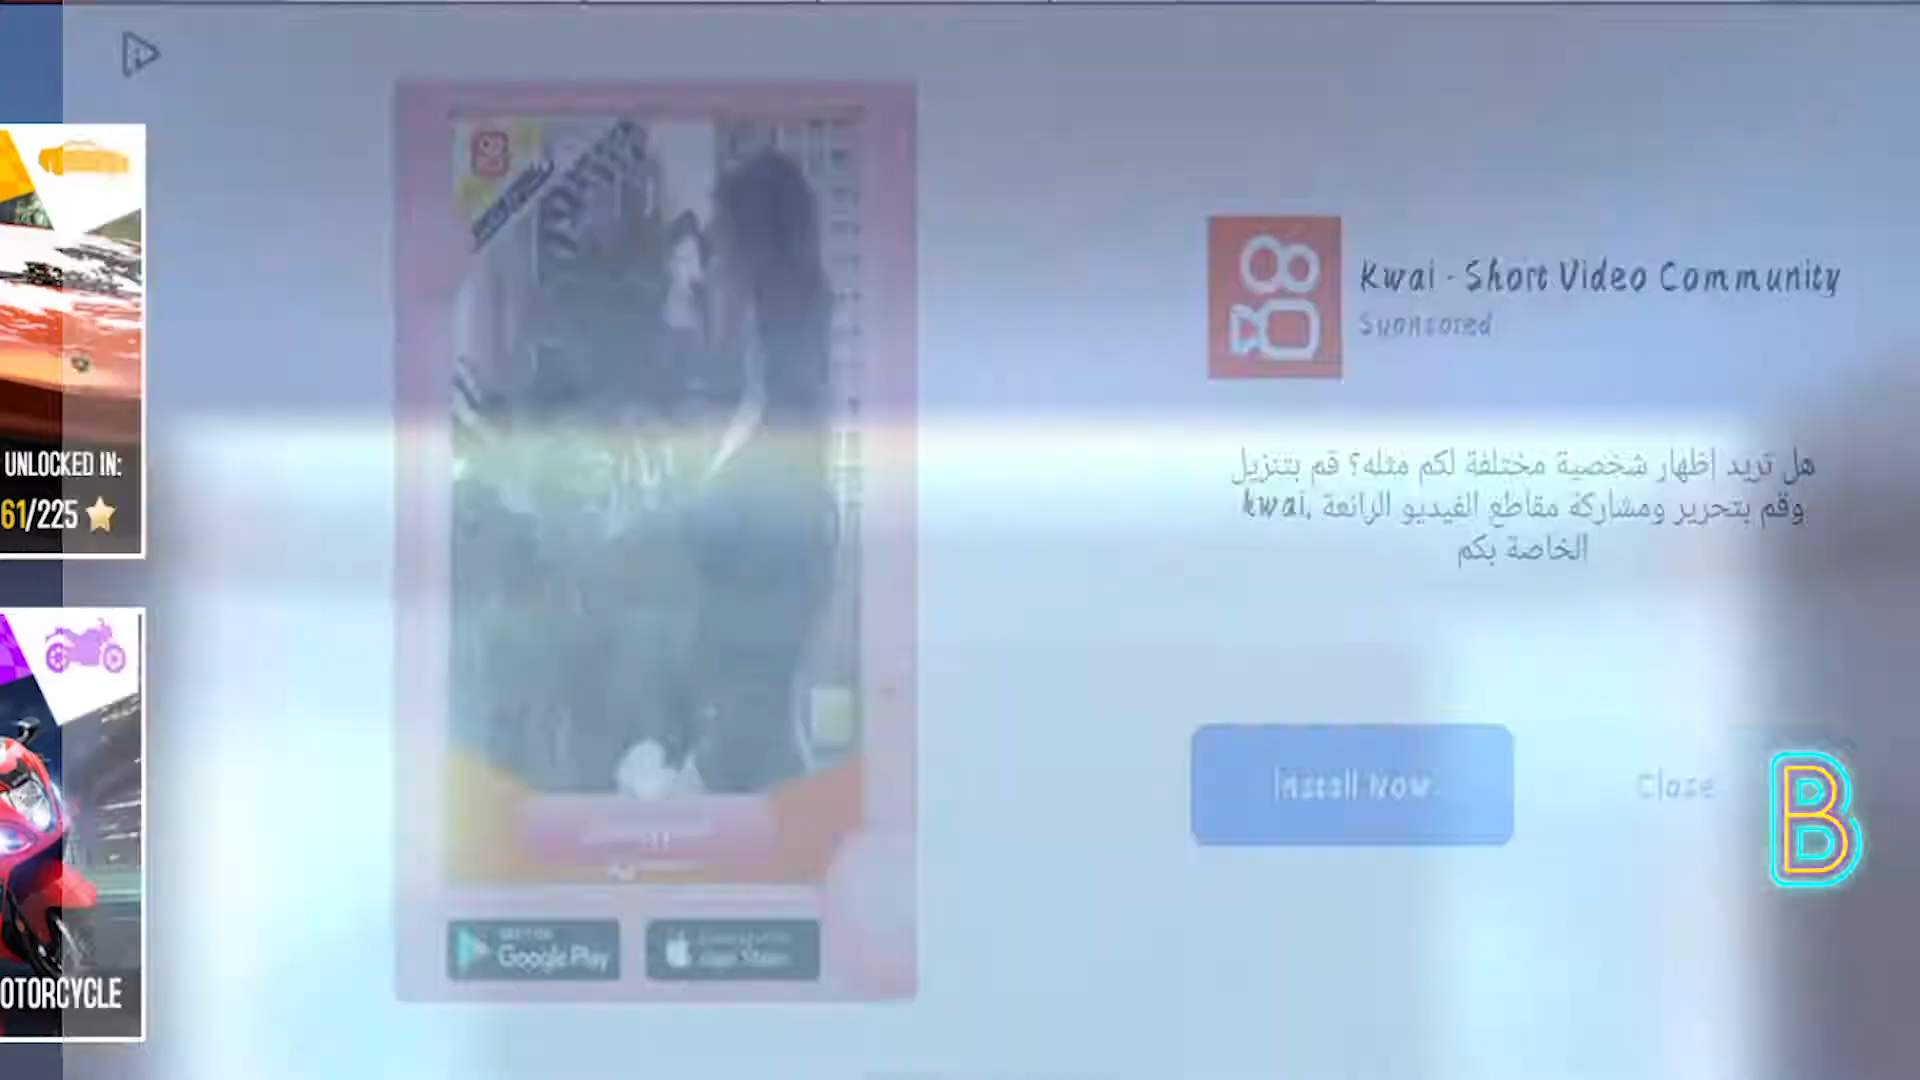 UNLOCKED IN:
61/225
OTORCYCLE
Google Play
Kwai - Short Video Community
Sponsored
هل تريد إظهار شخصية مختلفة لكم مثله؟ قم بتنزيل
kwai, وقم بتحرير ومشاركة مقاطع الفيديو الرائعة
الخاصة بكم
Install Now
Close
B